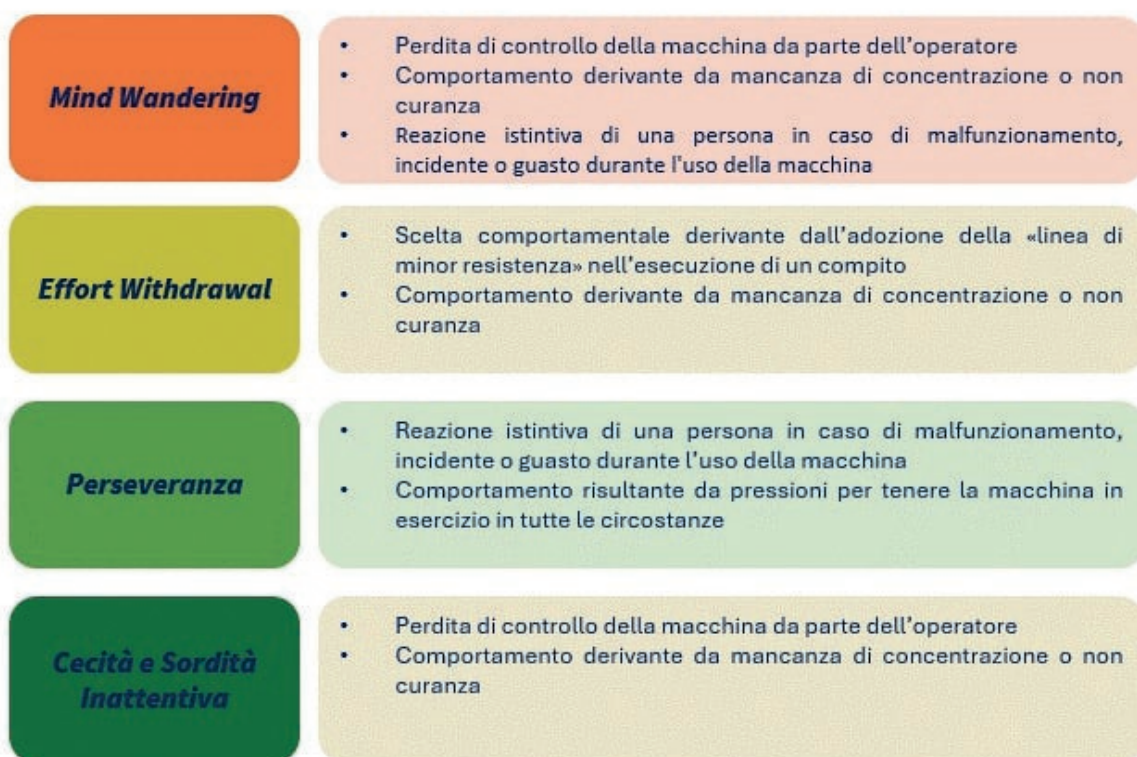 Mind Wandering
• Perdita di controllo della macchina da parte dell'operatore
• Comportamento derivante da mancanza di concentrazione o non
curanza
• Reazione istintiva di una persona in caso di malfunzionamento,
incidente o guasto durante l'uso della macchina
Effort Withdrawal
• Scelta comportamentale derivante dall'adozione della «linea di
minor resistenza» nell'esecuzione di un compito
• Comportamento derivante da mancanza di concentrazione o non
curanza
Perseveranza
• Reazione istintiva di una persona in caso di malfunzionamento,
incidente o guasto durante l'uso della macchina
• Comportamento risultante da pressioni per tenere la macchina in
esercizio in tutte le circostanze
Cecità e Sordità
Inattentiva
• Perdita di controllo della macchina da parte dell'operatore
• Comportamento derivante da mancanza di concentrazione o non
curanza